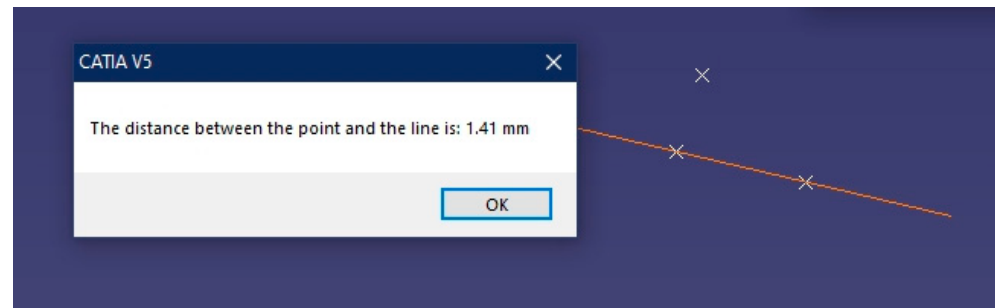 CATIA V5
The distance between the point and the line is: 1.41 mm
OK